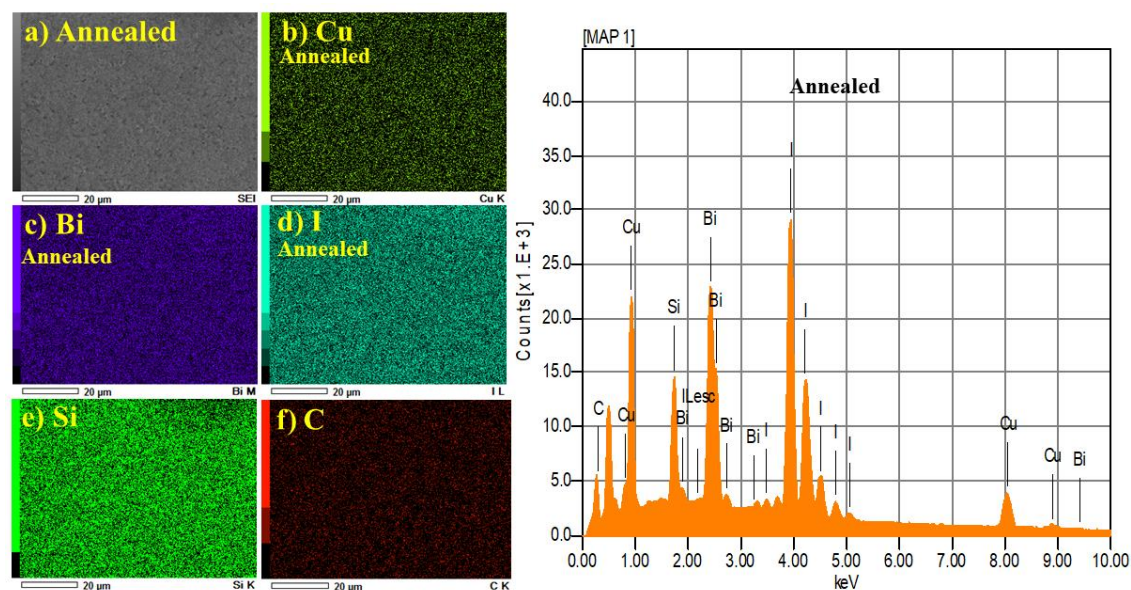 a) Annealed
20 µm
SEI
b) Cu
Annealed
20 µm
Cu K
c) Bi
Annealed
20 µm
Bi M
d) I
Annealed
20 µm
I L
e) Si
20 µm
Si K
f) C
20 µm
C K
[MAP 1]
Annealed
Counts[x1.E+3]
40.0
35.0
30.0
25.0
20.0
15.0
10.0
5.0
0.0
C
Cu
Cu
Si
Bi
ILesc
Bi
Bi
Bi
Bi
I
I
I
I
I
I
Cu
Cu
Bi
0.00
1.00
2.00
3.00
4.00
5.00
6.00
7.00
8.00
9.00
10.00
keV